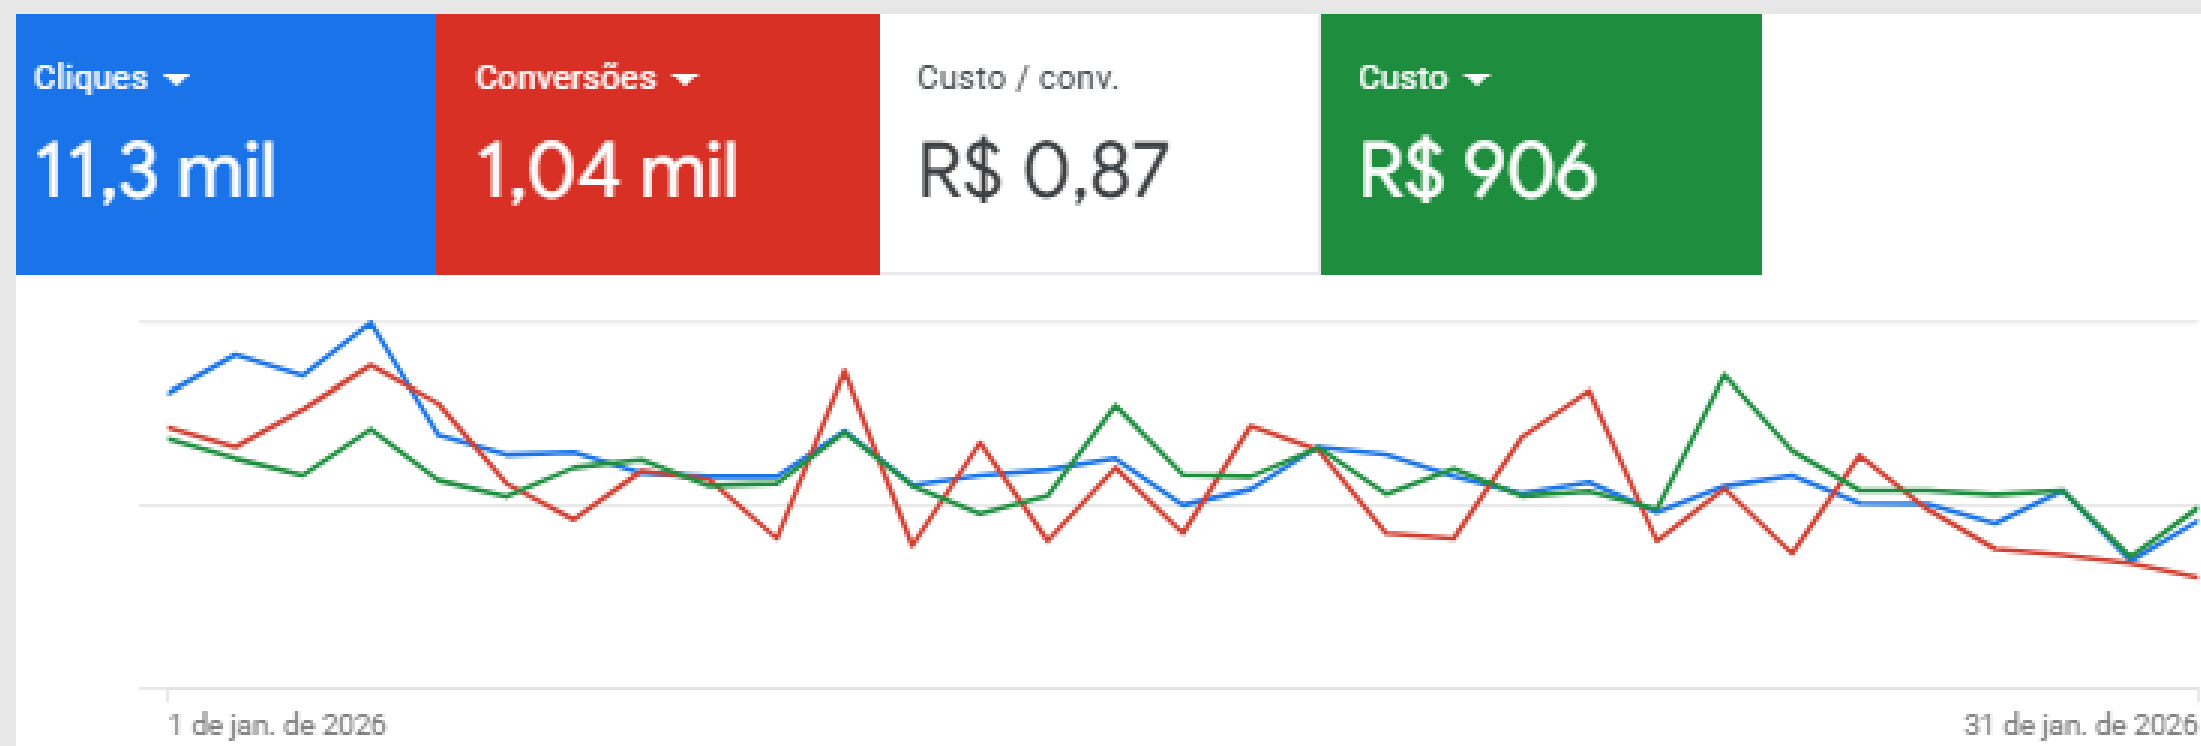 Cliques
Conversões
Custo / conv.
Custo
11,3 mil
1,04 mil
R$ 0,87
R$ 906
1 de jan. de 2026
31 de jan. de 2026